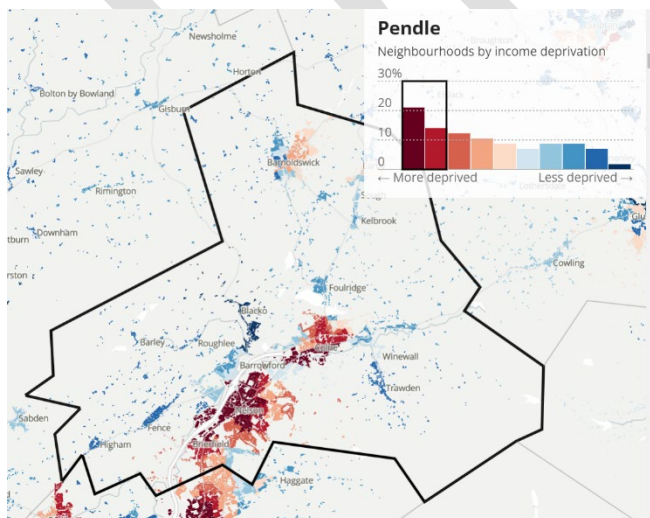 Pendle
Neighbourhoods by income deprivation
30%
20
10
0
← More deprived
Less deprived →
Newsholme
Horton
Bolton by Bowland
Gisburn
Barnoldswick
Sawley
Rimington
Kelbrook
Downham
Cowling
Foulridge
Blacko
Barley
Roughlee
Colne
Barrowford
Winewall
Trawden
Nelson
Sabden
Fence
Higham
Brierfield
Haggate